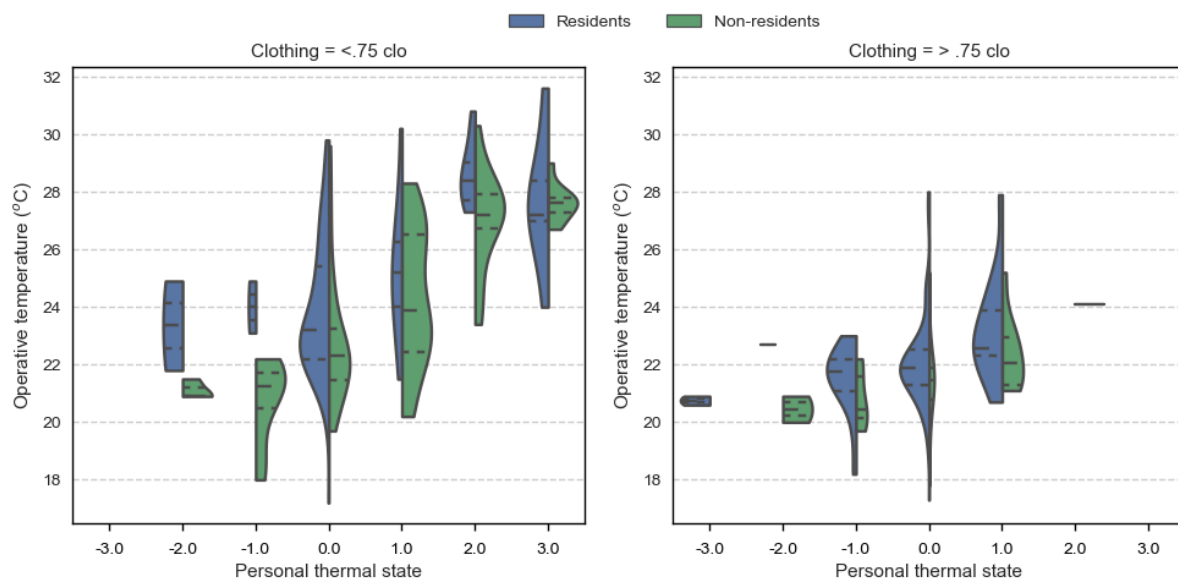 Residents Non-residents
Clothing = <.75 clo
Clothing = > .75 clo
Operative temperature (°C)
32
30
28
26
24
22
20
18
-3.0 -2.0 -1.0 0.0 1.0 2.0 3.0
Personal thermal state
Operative temperature (°C)
32
30
28
26
24
22
20
18
-3.0 -2.0 -1.0 0.0 1.0 2.0 3.0
Personal thermal state